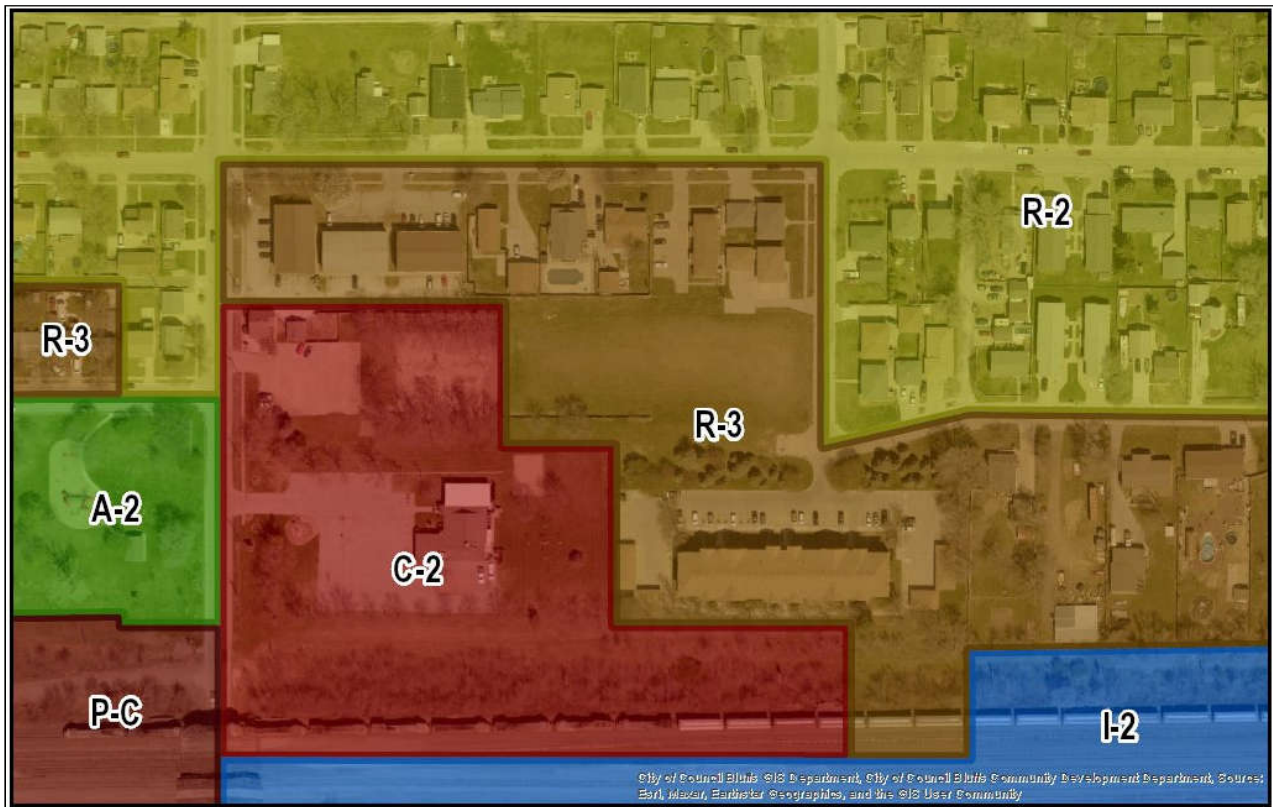 R-2
R-3
R-3
A-2
C-2
P-C
I-2
City of Council Bluffs GIS Department, City of Council Bluffs Community Development Department, Source:
Esri, Maxar, Earthstar Geographics, and the GIS User Community